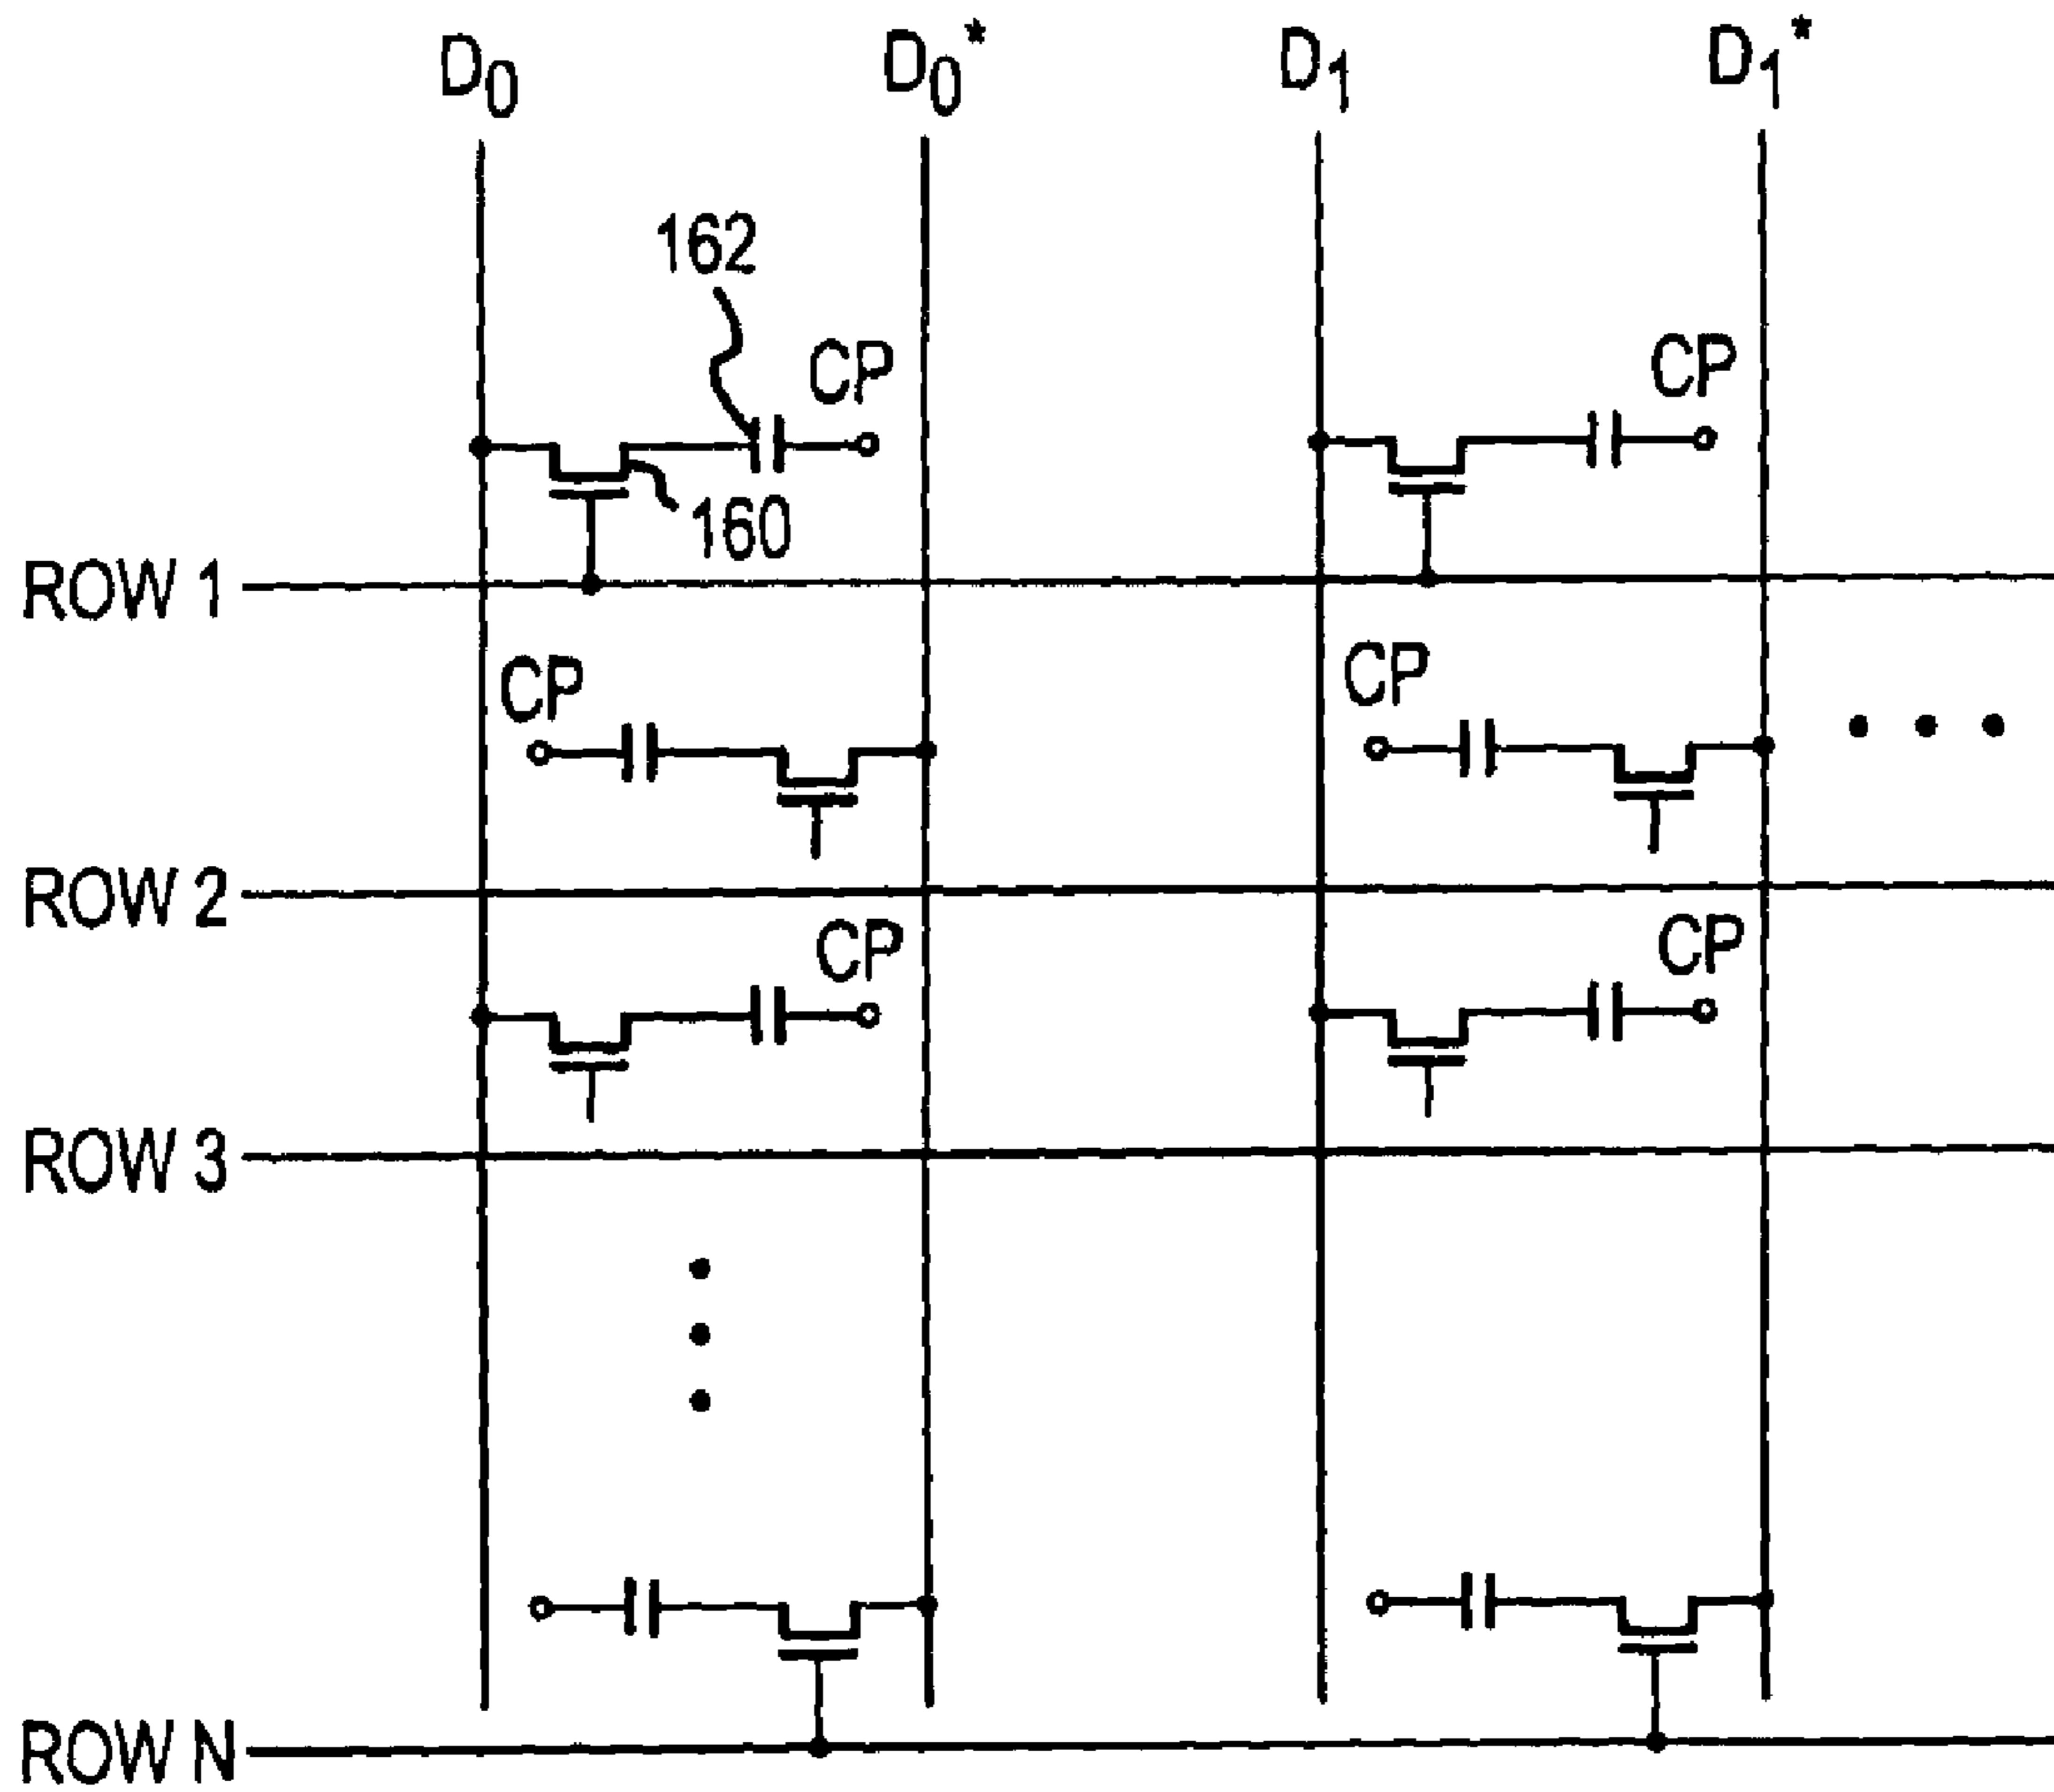 D0 D0* D1 D1*
162
CP CP
160
ROW 1
CP CP
ROW 2
CP CP
ROW 3
ROW N